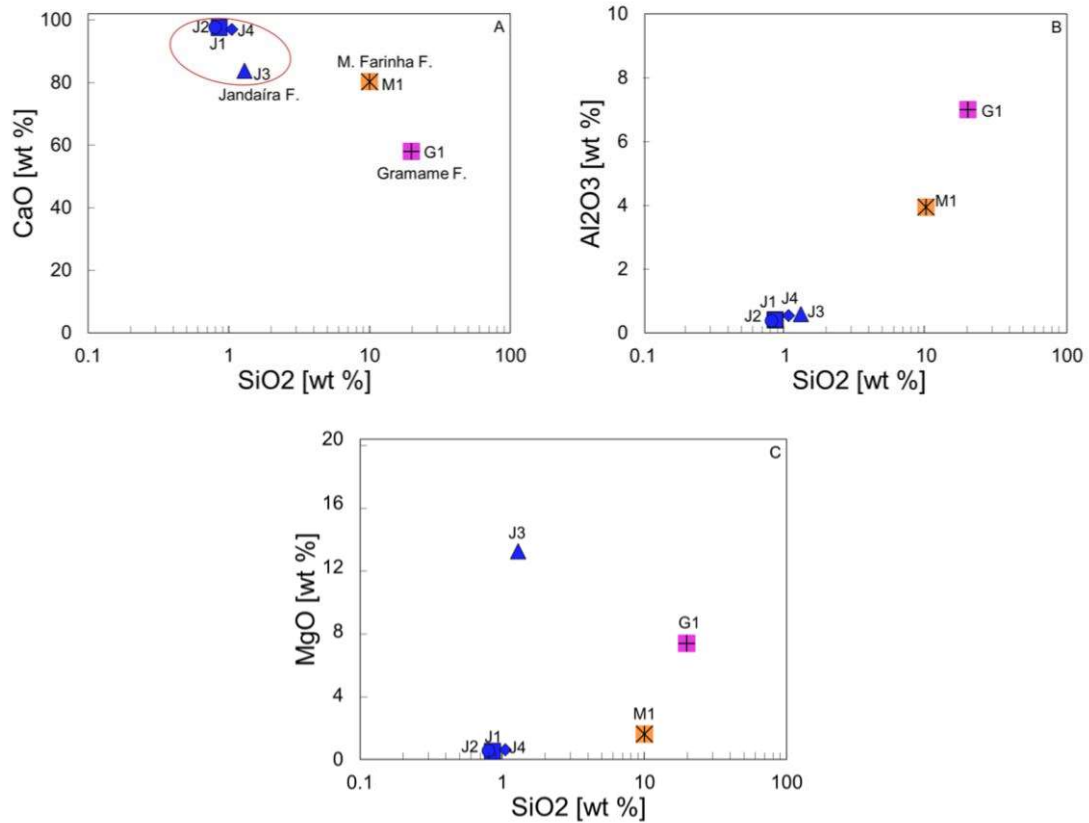 A
CaO [wt %]
100
80
60
40
20
0
J2
J4
J1
J3
Jandaíra F.
M. Farinha F.
M1
G1
Gramame F.
0.1
1
10
100
SiO2 [wt %]
B
Al2O3 [wt %]
10
8
6
4
2
0
G1
M1
J1
J4
J2
J3
0.1
1
10
100
SiO2 [wt %]
C
MgO [wt %]
20
16
12
8
4
0
J3
G1
M1
J1
J2
J4
0.1
1
10
100
SiO2 [wt %]